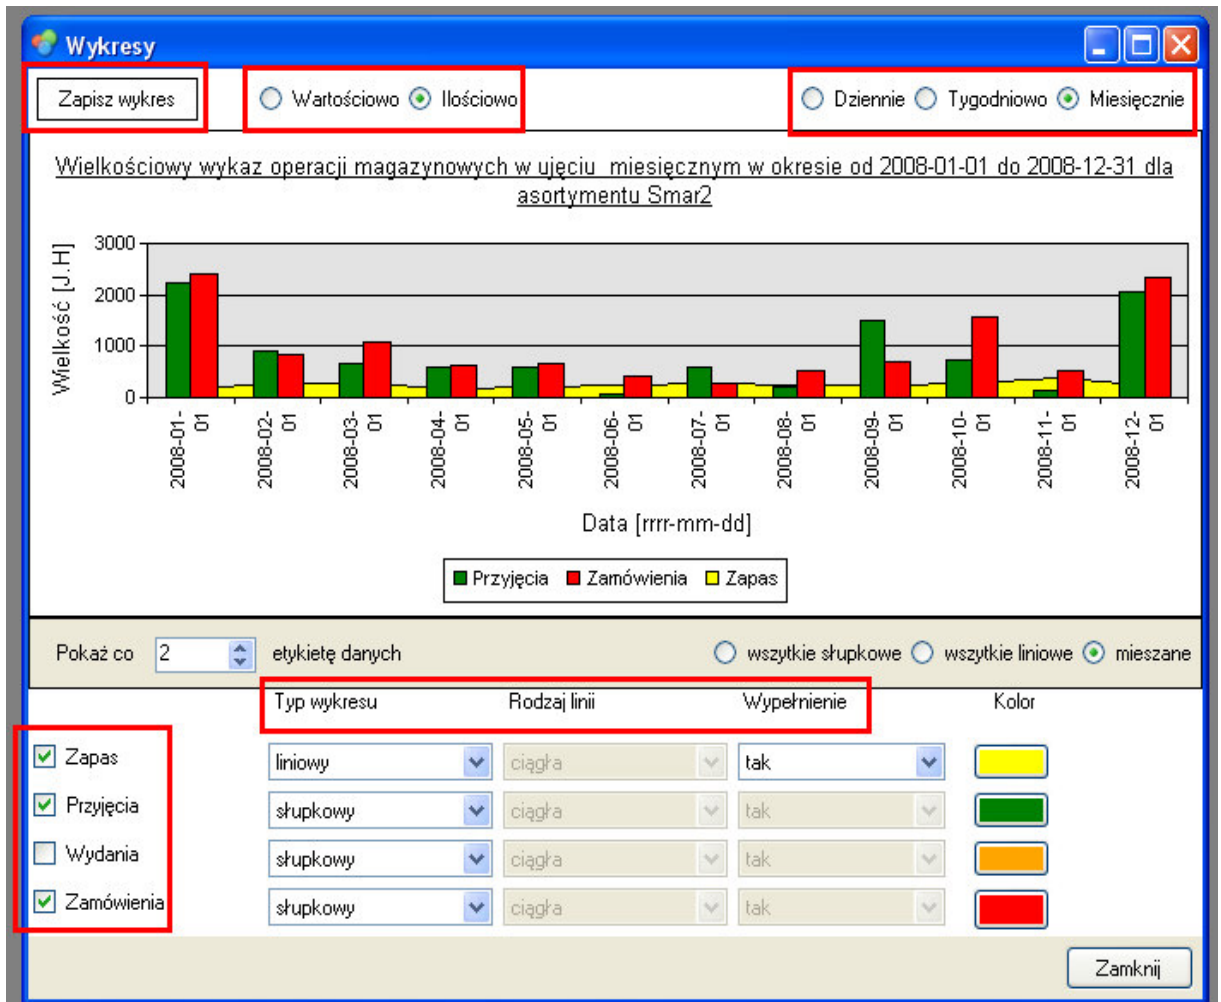 Wykresy
Zapisz wykres
Wartościowo Ilościowo
Dziennie Tygodniowo Miesięcznie
Wielkościowy wykaz operacji magazynowych w ujęciu miesięcznym w okresie od 2008-01-01 do 2008-12-31 dla
asortymentu Smar2
Wielkość [J.H]
3000
2000
1000
0
2008-01-01
2008-02-01
2008-03-01
2008-04-01
2008-05-01
2008-06-01
2008-07-01
2008-08-01
2008-09-01
2008-10-01
2008-11-01
2008-12-01
Data [rrrr-mm-dd]
Przyjęcia Zamówienia Zapas
Pokaż co 2 etykietę danych
wszytkie słupkowe wszytkie liniowe mieszane
Typ wykresu Rodzaj linii Wypełnienie Kolor
Zapas liniowy ciągła tak
Przyjęcia słupkowy ciągła tak
Wydania słupkowy ciągła tak
Zamówienia słupkowy ciągła tak
Zamknij